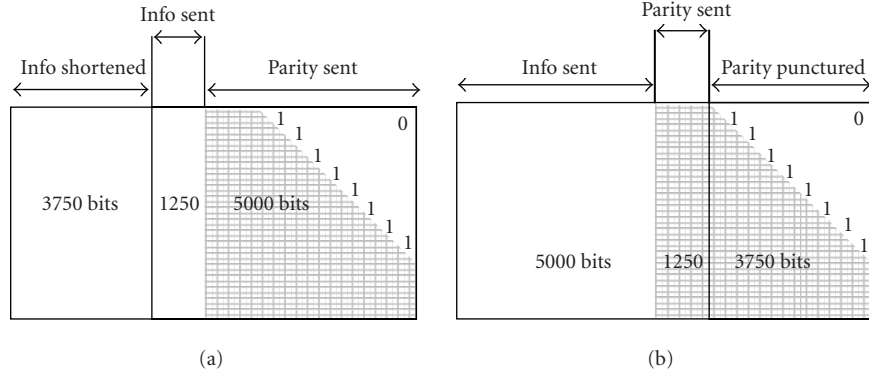 Info sent
Info shortened
Parity sent
0
1
1
1
1
1
1
1
1
3750 bits
1250
5000 bits
(a)
Parity sent
Info sent
Parity punctured
0
1
1
1
1
1
1
1
1
5000 bits
1250
3750 bits
(b)